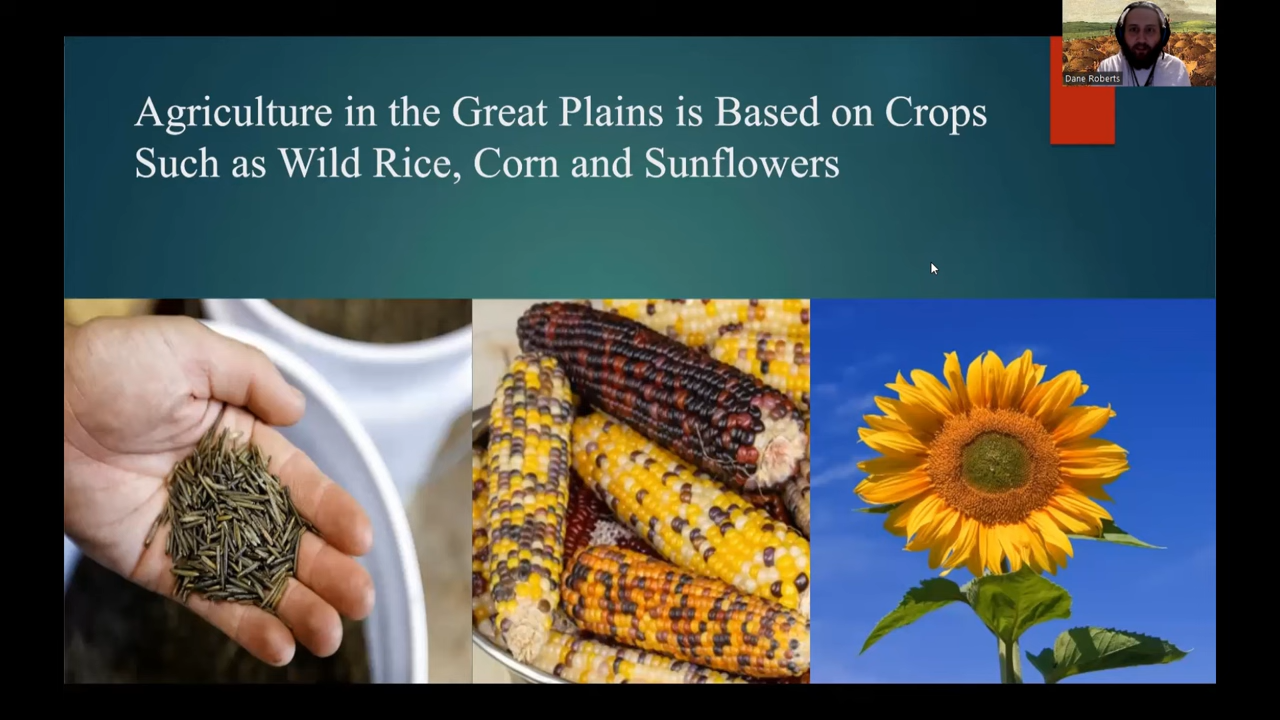 Agriculture in the Great Plains is Based on Crops
Such as Wild Rice, Corn and Sunflowers
Dane Roberts